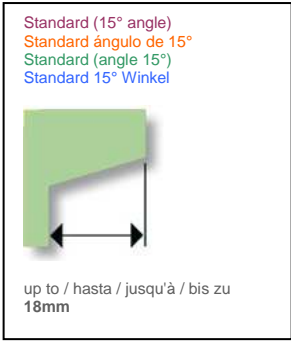 Standard (15° angle)
Standard ángulo de 15°
Standard (angle 15°)
Standard 15° Winkel
up to / hasta / jusqu'à / bis zu
18mm